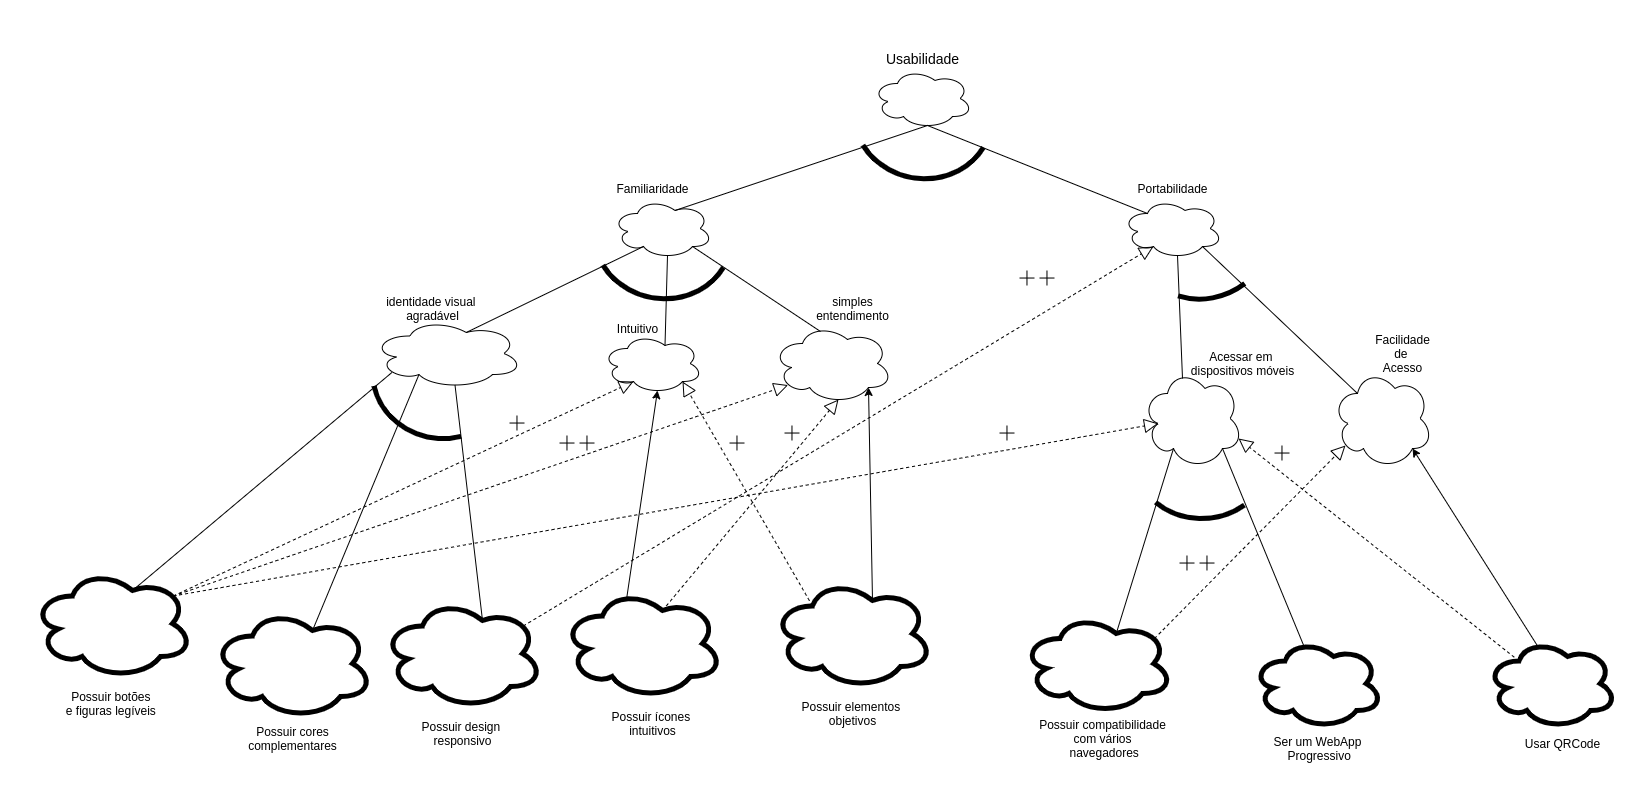 Usabilidade
Familiaridade
Portabilidade
++
identidade visual
agradável
Intuitivo
simples
entendimento
Acessar em
dispositivos móveis
Facilidade
de
Acesso
+
++
+
+
+
+
++
Possuir botões
e figuras legíveis
Possuir cores
complementares
Possuir design
responsivo
Possuir ícones
intuitivos
Possuir elementos
objetivos
Possuir compatibilidade
com vários
navegadores
Ser um WebApp
Progressivo
Usar QRCode